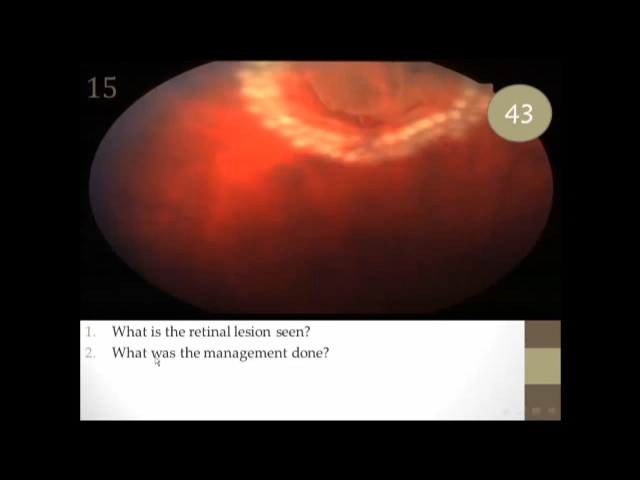 15
43
1. What is the retinal lesion seen?
2. What was the management done?